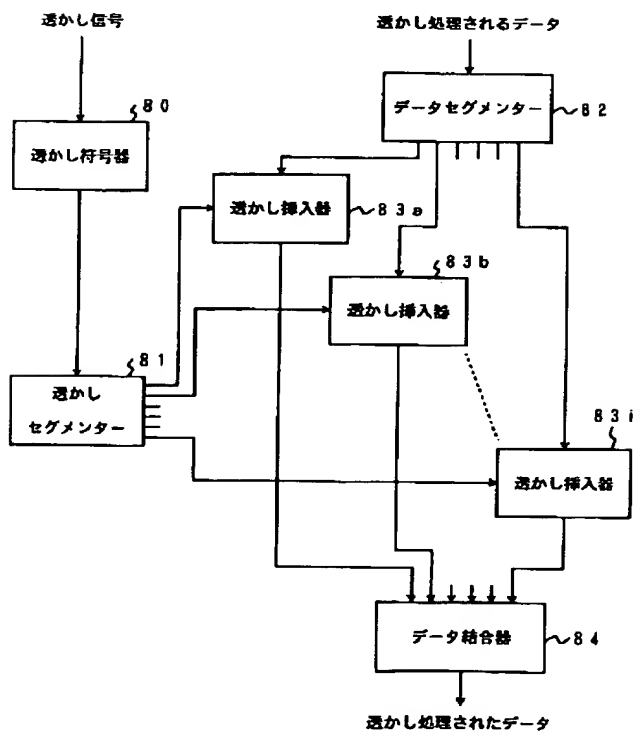 透かし信号
透かし処理されるデータ
80
透かし符号器
データセグメンター
82
透かし挿入器
83a
83b
透かし挿入器
81
透かし
セグメンター
83i
透かし挿入器
データ結合器
84
透かし処理されたデータ